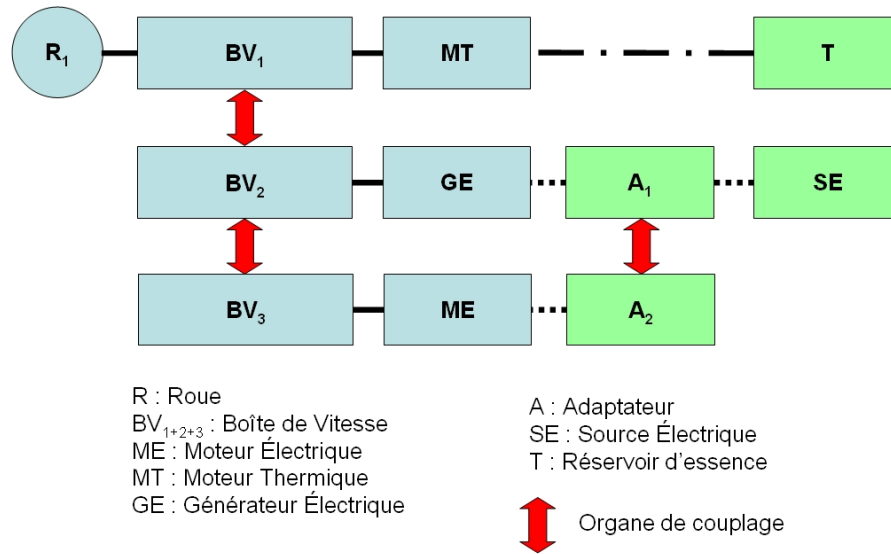 R₁ BV₁ MT T
BV₂ GE A₁ SE
BV₃ ME A₂
R : Roue
BV₁₊₂₊₃ : Boîte de Vitesse
ME : Moteur Électrique
MT : Moteur Thermique
GE : Générateur Électrique
A : Adaptateur
SE : Source Électrique
T : Réservoir d'essence
Organe de couplage